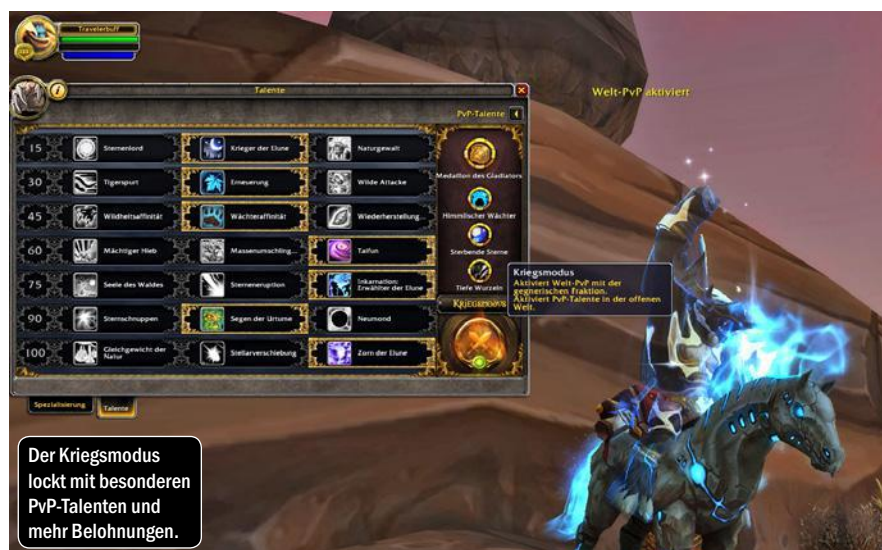 Travelerbuff
Talente
Welt-PvP aktiviert
PvP-Talente
15 Sternenlord Krieger der Elune Naturgewalt
30 Tigerspurt Erneuerung Wilde Attacke
45 Wildheitsaffinität Wächteraffinität Wiederherstellung...
60 Mächtiger Hieb Massenumschling... Taifun
75 Seele des Waldes Sterneneruption Inkarnation:
Erwählter der Elune
90 Sternschnuppen Segen der Urtume Neumond
100 Gleichgewicht der
Natur Stellarverschiebung Zorn der Elune
Medaillon des Gladiators
Himmlischer Wächter
Sterbende Sterne
Tiefe Wurzeln
Kriegsmodus
Kriegsmodus
Aktiviert Welt-PvP mit der
gegnerischen Fraktion.
Aktiviert PvP-Talente in der offenen
Welt.
Spezialisierung Talente
Der Kriegsmodus
lockt mit besonderen
PvP-Talenten und
mehr Belohnungen.